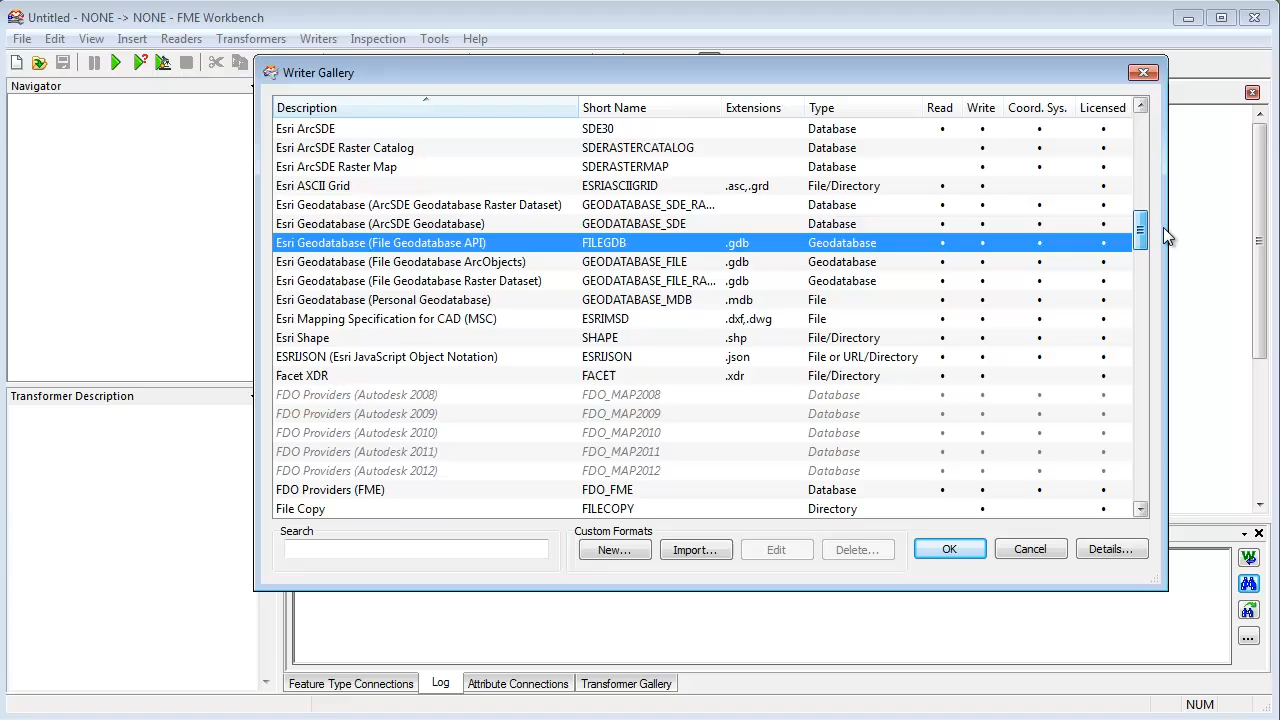 Untitled - NONE -> NONE - FME Workbench
File Edit View Insert Readers Transformers Writers Inspection Tools Help
Navigator
Transformer Description
Writer Gallery
Description Short Name Extensions Type Read Write Coord. Sys. Licensed
Esri ArcSDE SDE30 Database • • • •
Esri ArcSDE Raster Catalog SDERASTERCATALOG Database • • •
Esri ArcSDE Raster Map SDERASTERMAP Database • • •
Esri ASCII Grid ESRIASCIIGRID .asc,.grd File/Directory • • • •
Esri Geodatabase (ArcSDE Geodatabase Raster Dataset) GEODATABASE_SDE_RA... Database • • • •
Esri Geodatabase (ArcSDE Geodatabase) GEODATABASE_SDE Database • • • •
Esri Geodatabase (File Geodatabase API) FILEGDB .gdb Geodatabase • • • •
Esri Geodatabase (File Geodatabase ArcObjects) GEODATABASE_FILE .gdb Geodatabase • • • •
Esri Geodatabase (File Geodatabase Raster Dataset) GEODATABASE_FILE_RA... .gdb Geodatabase • • • •
Esri Geodatabase (Personal Geodatabase) GEODATABASE_MDB .mdb File • • • •
Esri Mapping Specification for CAD (MSC) ESRIMSD .dxf,.dwg File • • • •
Esri Shape SHAPE .shp File/Directory • • • •
ESRIJSON (Esri JavaScript Object Notation) ESRIJSON .json File or URL/Directory • • • •
Facet XDR FACET .xdr File/Directory • • •
FDO Providers (Autodesk 2008) FDO_MAP2008 Database • • • •
FDO Providers (Autodesk 2009) FDO_MAP2009 Database • • • •
FDO Providers (Autodesk 2010) FDO_MAP2010 Database • • • •
FDO Providers (Autodesk 2011) FDO_MAP2011 Database • • • •
FDO Providers (Autodesk 2012) FDO_MAP2012 Database • • • •
FDO Providers (FME) FDO_FME Database • • • •
File Copy FILECOPY Directory • •
Search Custom Formats
New... Import... Edit Delete... OK Cancel Details...
Feature Type Connections Log Attribute Connections Transformer Gallery
NUM